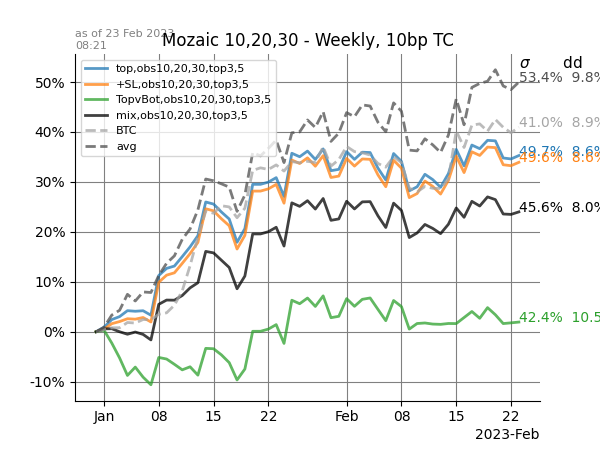 as of 23 Feb 2023
08:21
Mozaic 10,20,30 - Weekly, 10bp TC
σ dd
top,obs10,20,30,top3,5
+SL,obs10,20,30,top3,5
TopvBot,obs10,20,30,top3,5
mix,obs10,20,30,top3,5
BTC
avg
50%
40%
30%
20%
10%
0%
-10%
53.4% 9.8%
41.0% 8.9%
49.7% 8.6%
49.6% 8.6%
45.6% 8.0%
42.4% 10.5
Jan 08 15 22 Feb 08 15 22
2023-Feb